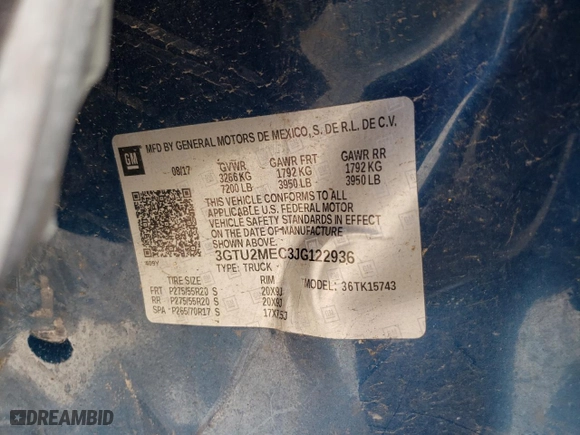 GM
MFD BY GENERAL MOTORS DE MEXICO, S. DE R.L. DE C.V.
08/17 GVWR GAWR FRT GAWR RR
3266 KG 1792 KG 1792 KG
7200 LB 3950 LB 3950 LB
THIS VEHICLE CONFORMS TO ALL
APPLICABLE U.S. FEDERAL MOTOR
VEHICLE SAFETY STANDARDS IN EFFECT
ON THE DATE OF MANUFACTURE
SHOWN ABOVE.
3GTU2MEC3JG122936
TYPE: TRUCK
MODEL: 36TK15743
TIRE SIZE RIM
FRT P275/55R20 S 20X9J
RR P275/55R20 S 20X9J
SPA P265/70R17 S 17X7.5J
DREAMBID